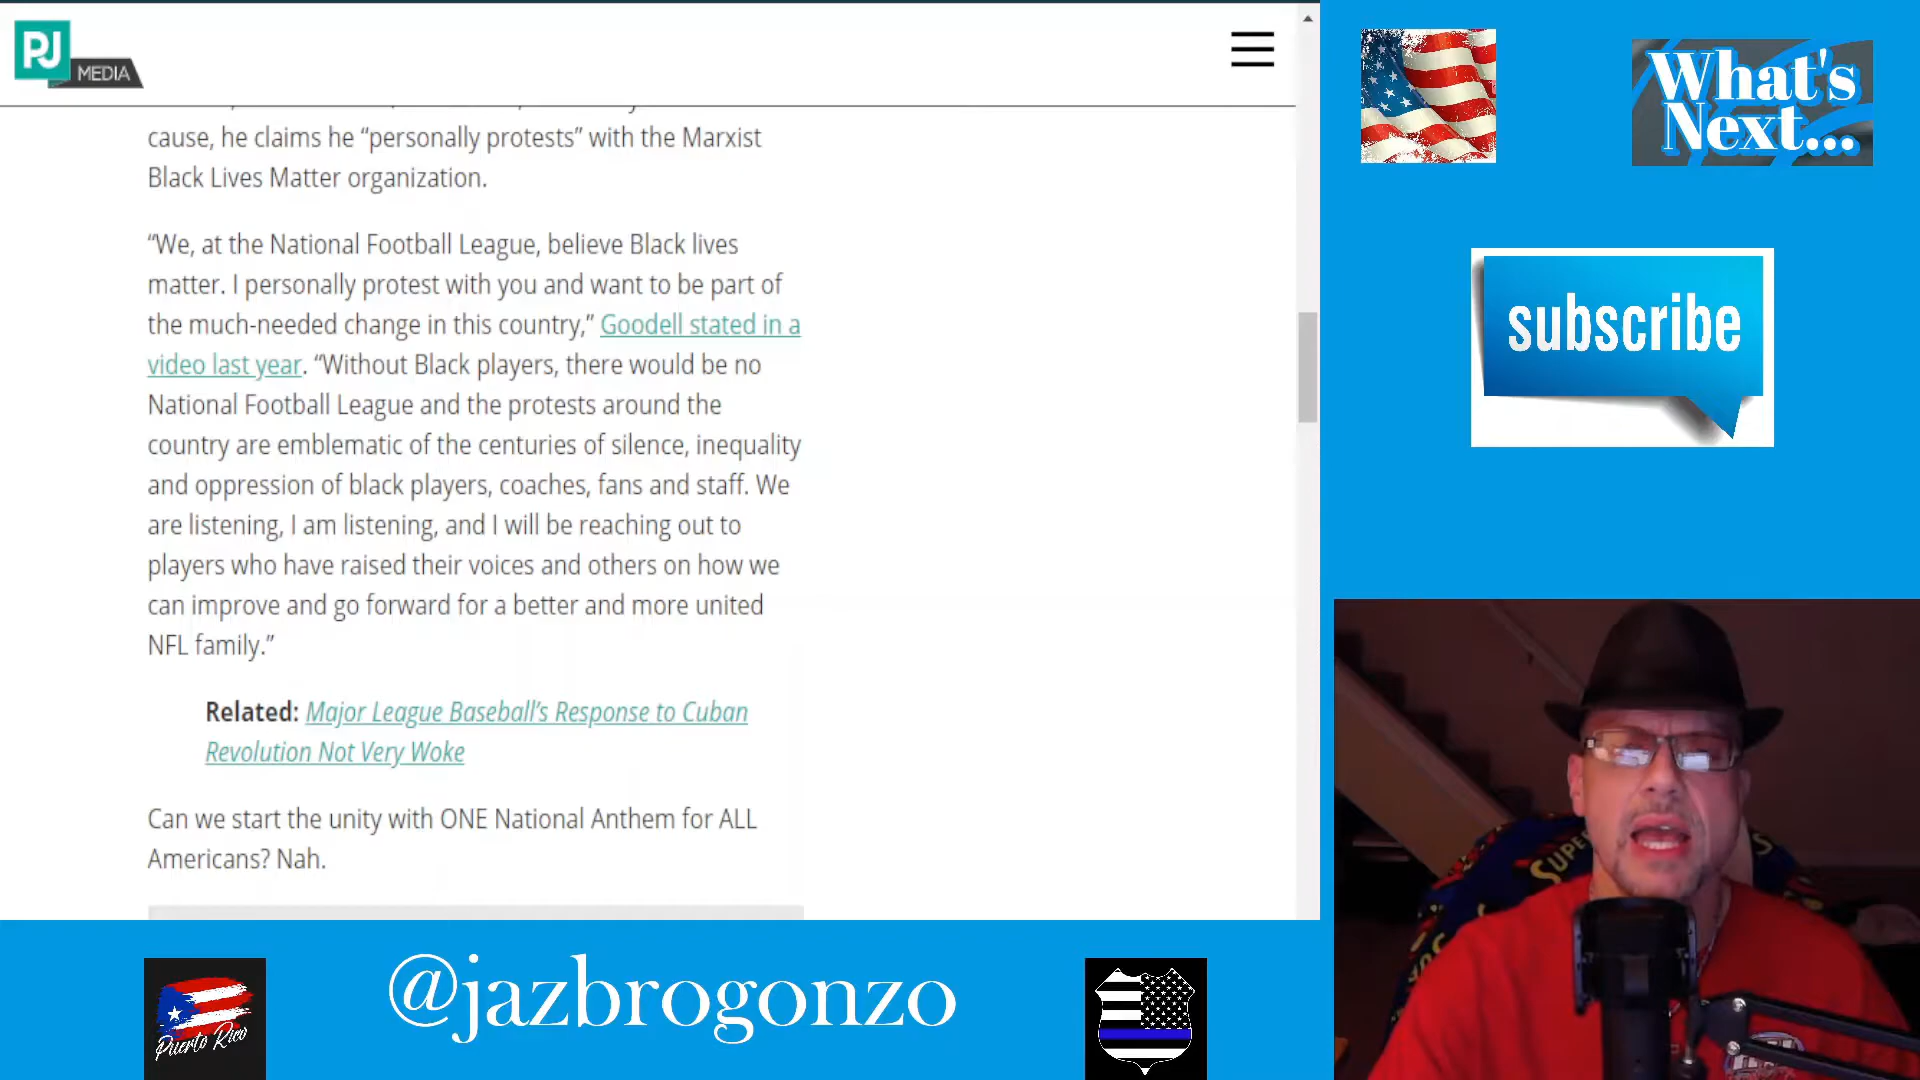 PJ
MEDIA
cause, he claims he “personally protests” with the Marxist
Black Lives Matter organization.
“We, at the National Football League, believe Black lives
matter. I personally protest with you and want to be part of
the much-needed change in this country,” Goodell stated in a
video last year. “Without Black players, there would be no
National Football League and the protests around the
country are emblematic of the centuries of silence, inequality
and oppression of black players, coaches, fans and staff. We
are listening, I am listening, and I will be reaching out to
players who have raised their voices and others on how we
can improve and go forward for a better and more united
NFL family.”
Related: Major League Baseball’s Response to Cuban
Revolution Not Very Woke
Can we start the unity with ONE National Anthem for ALL
Americans? Nah.
What's
Next...
subscribe
Puerto Rico
@jazbrogonzo